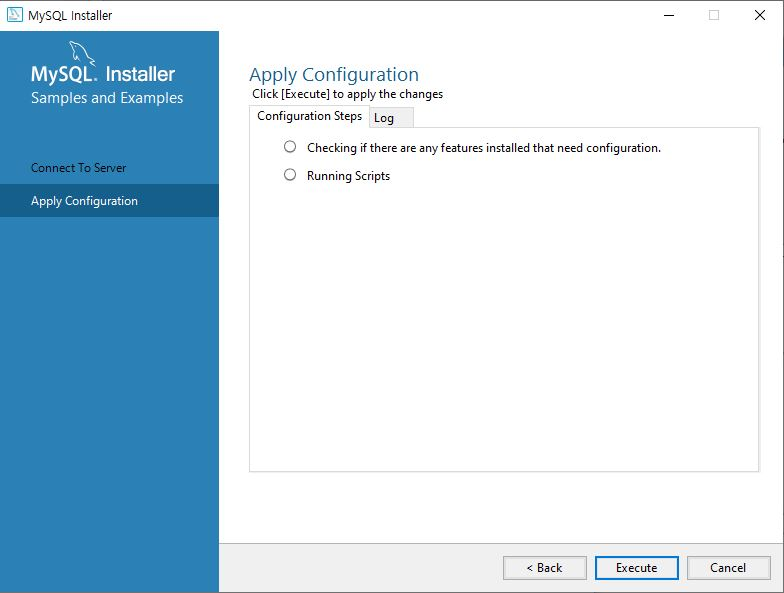 MySQL Installer
MySQL. Installer
Samples and Examples
Connect To Server
Apply Configuration
Apply Configuration
Click [Execute] to apply the changes
Configuration Steps
Log
Checking if there are any features installed that need configuration.
Running Scripts
< Back
Execute
Cancel